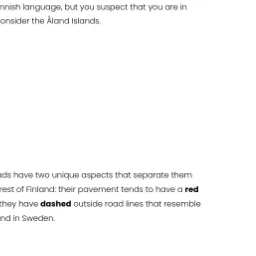 nnish language, but you suspect that you are in
onsider the Åland Islands.
ads have two unique aspects that separate them
rest of Finland: their pavement tends to have a red
they have dashed outside road lines that resemble
and in Sweden.